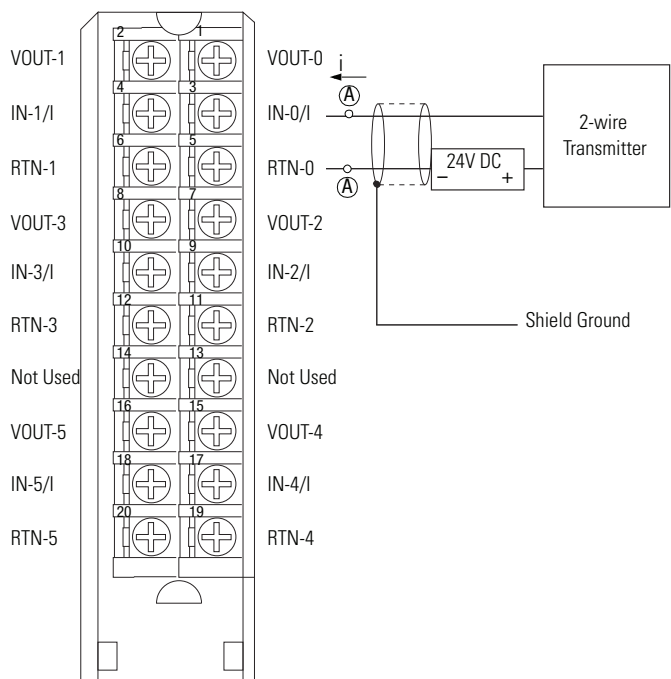 2 1
VOUT-1 VOUT-0 i
4 3 A
IN-1/I IN-0/I 2-wire
Transmitter
6 5
RTN-1 RTN-0 24V DC
A − +
8 7
VOUT-3 VOUT-2
10 9
IN-3/I IN-2/I
12 11
RTN-3 RTN-2 Shield Ground
14 13
Not Used Not Used
16 15
VOUT-5 VOUT-4
18 17
IN-5/I IN-4/I
20 19
RTN-5 RTN-4